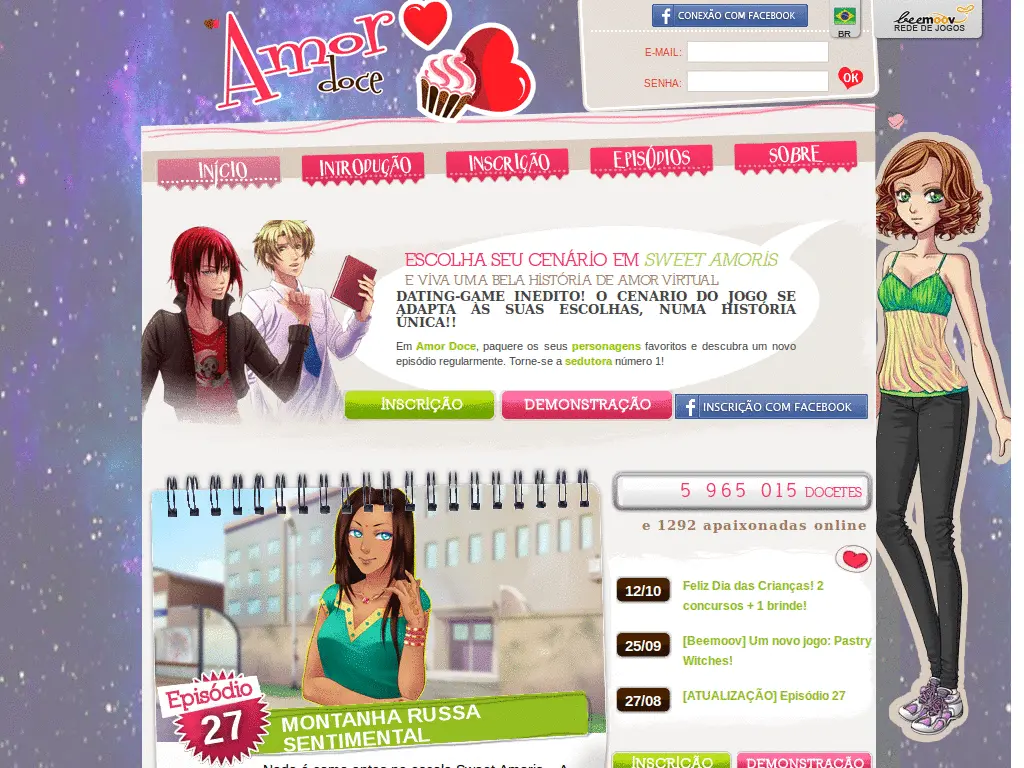 Amor
doce
CONEXÃO COM FACEBOOK
BR
beemoov
REDE DE JOGOS
E-MAIL:
SENHA:
OK
INÍCIO
INTRODUÇÃO
INSCRIÇÃO
EPISÓDIOS
SOBRE
ESCOLHA SEU CENÁRIO EM SWEET AMORIS
E VIVA UMA BELA HISTÓRIA DE AMOR VIRTUAL
DATING-GAME INEDITO! O CENARIO DO JOGO SE
ADAPTA ÀS SUAS ESCOLHAS, NUMA HISTÓRIA
ÚNICA!!
Em Amor Doce, paquere os seus personagens favoritos e descubra um novo
episódio regularmente. Torne-se a sedutora número 1!
INSCRIÇÃO
DEMONSTRAÇÃO
INSCRIÇÃO COM FACEBOOK
5 965 015 DOCETES
e 1292 apaixonadas online
12/10
Feliz Dia das Crianças! 2
concursos + 1 brinde!
25/09
[Beemoov] Um novo jogo: Pastry
Witches!
27/08
[ATUALIZAÇÃO] Episódio 27
Episódio
27
MONTANHA RUSSA
SENTIMENTAL
Nada é como antes na escola Sweet Amoris... A
INSCRIÇÃO
DEMONSTRAÇÃO